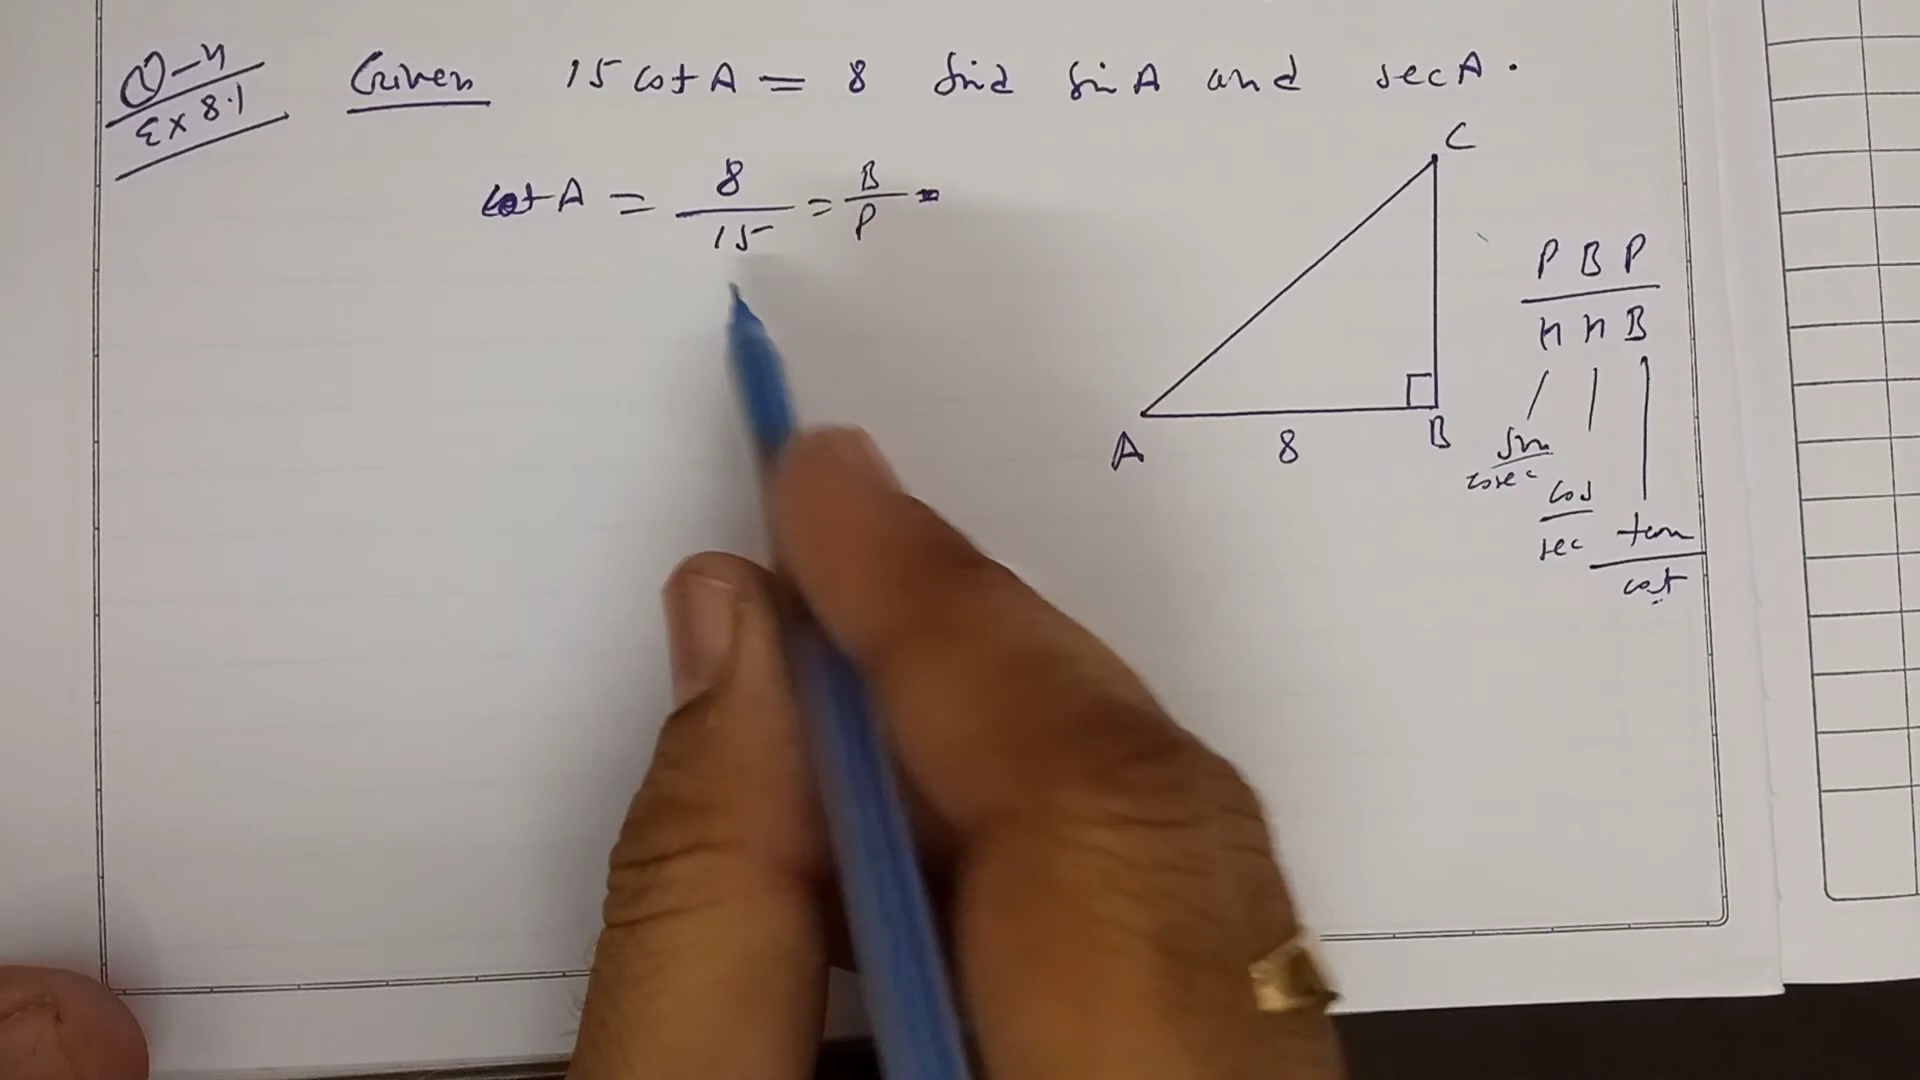 Q-4
Ex 8.1
Given 15 cot A = 8 find sin A and sec A.
cot A = 8/15 = B/P =
C
A
8
B
P B P
H H B
sin
cosec
cos
sec
tan
cot